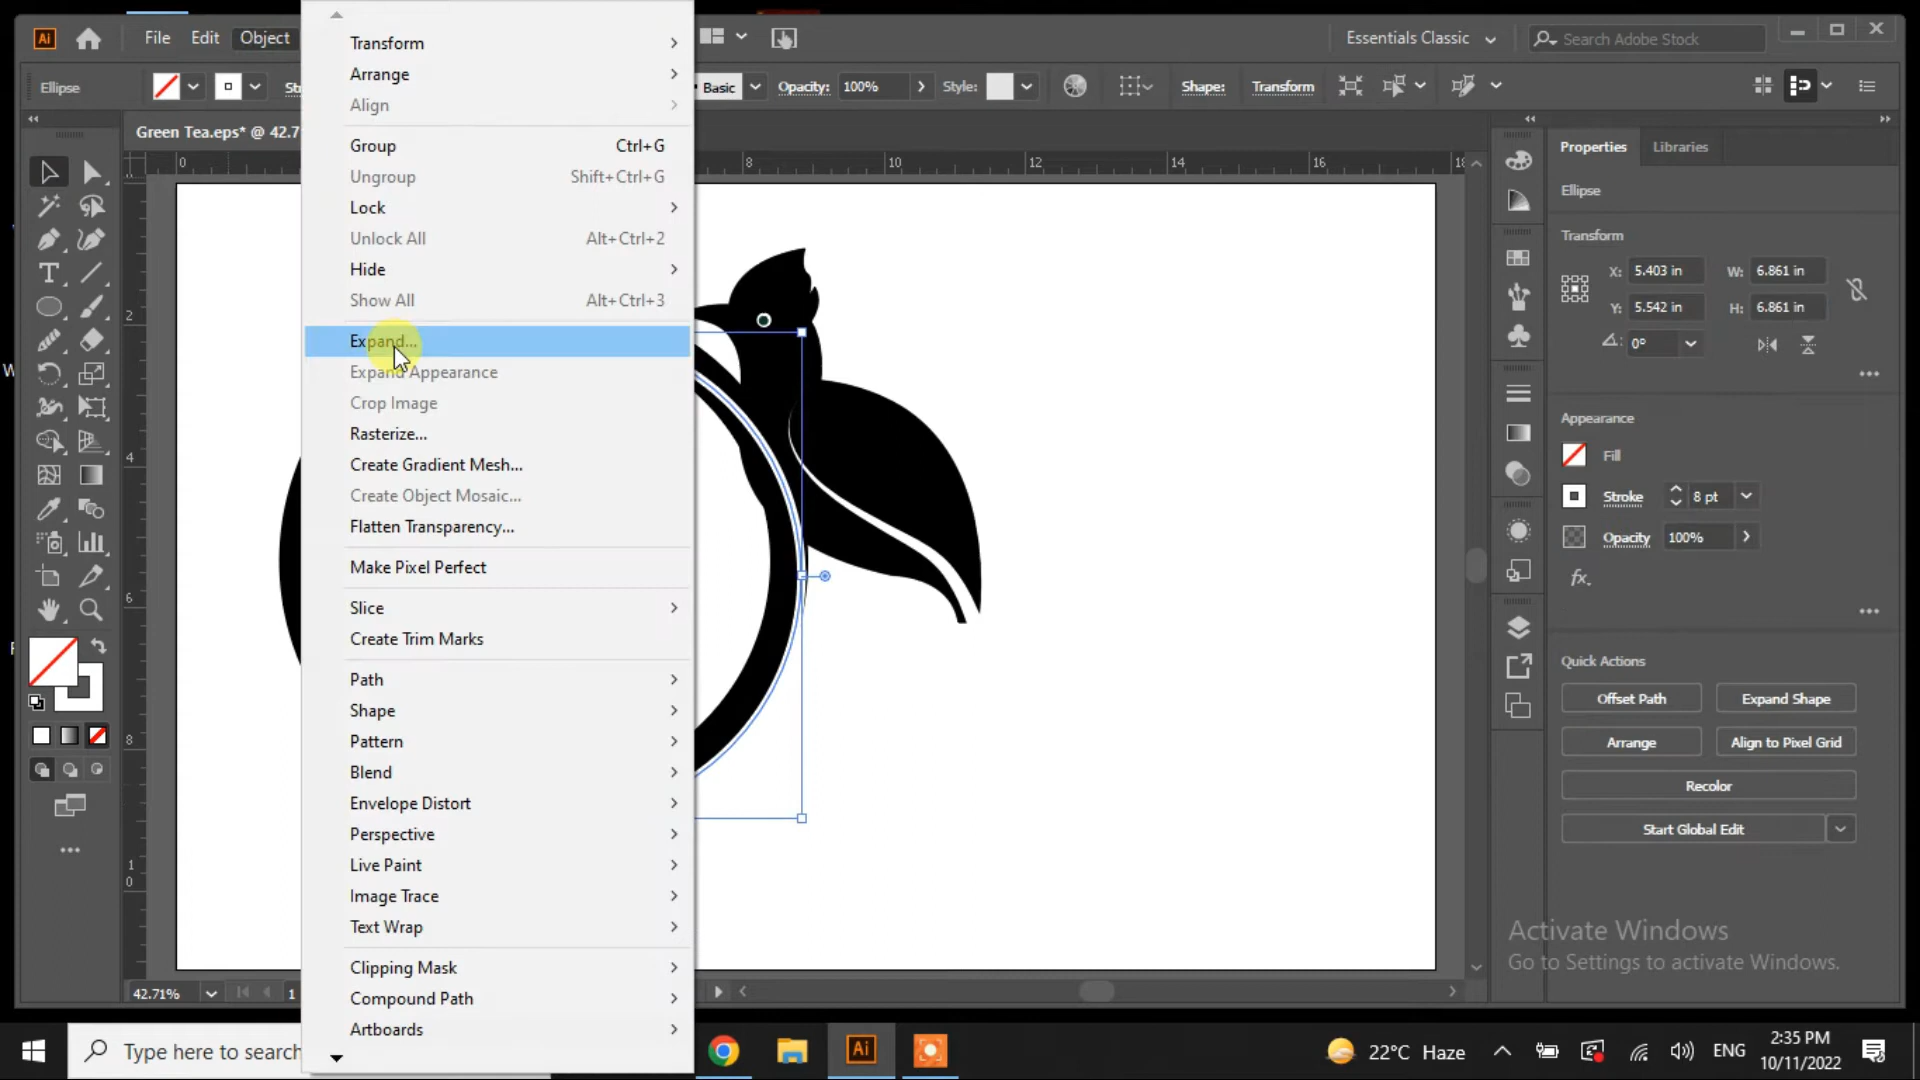 Ai File Edit Object Essentials Classic Search Adobe Stock
Ellipse Basic Opacity: 100% Style: Shape: Transform
Green Tea.eps* @ 42.7
0 8 10 12 14 16
2
4
6
8
1
0
Transform
Arrange
Align
Group Ctrl+G
Ungroup Shift+Ctrl+G
Lock
Unlock All Alt+Ctrl+2
Hide
Show All Alt+Ctrl+3
Expand...
Expand Appearance
Crop Image
Rasterize...
Create Gradient Mesh...
Create Object Mosaic...
Flatten Transparency...
Make Pixel Perfect
Slice
Create Trim Marks
Path
Shape
Pattern
Blend
Envelope Distort
Perspective
Live Paint
Image Trace
Text Wrap
Clipping Mask
Compound Path
Artboards
Properties Libraries
Ellipse
Transform
X: 5.403 in W: 6.861 in
Y: 5.542 in H: 6.861 in
0°
Appearance
Fill
Stroke 8 pt
Opacity 100%
fx.
Quick Actions
Offset Path Expand Shape
Arrange Align to Pixel Grid
Recolor
Start Global Edit
Activate Windows
Go to Settings to activate Windows.
42.71% 1
Type here to search
Ai
22°C Haze ENG 2:35 PM
10/11/2022